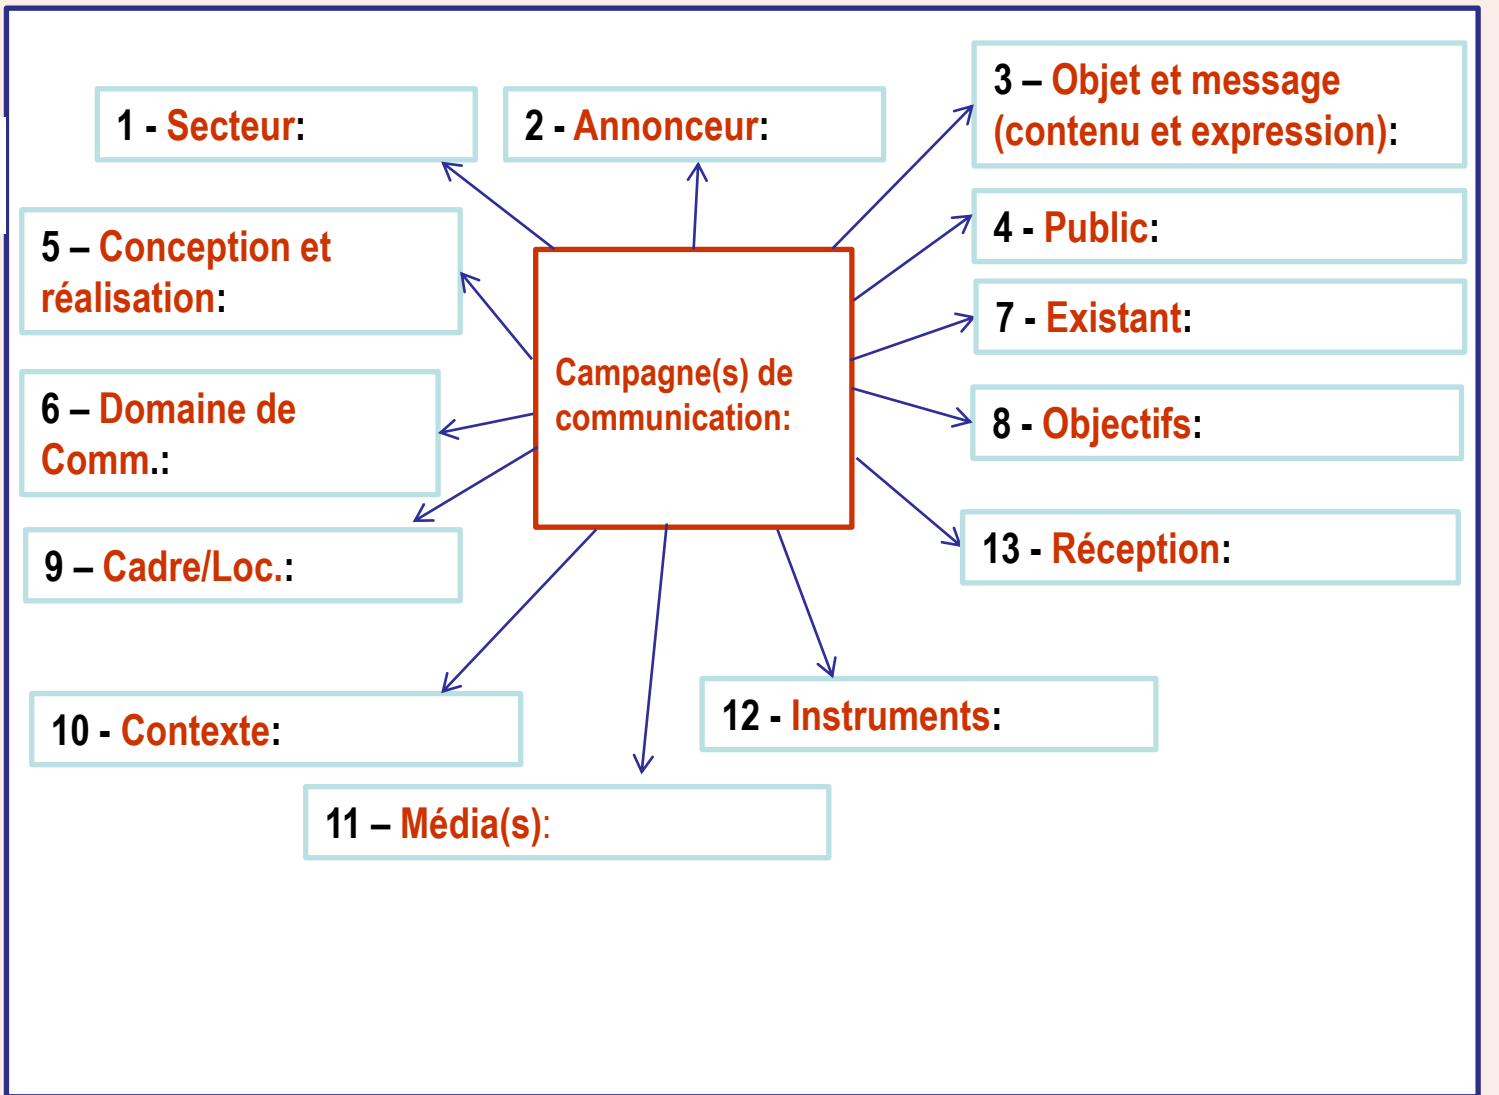 1 - Secteur:
2 - Annonceur:
3 – Objet et message
(contenu et expression):
4 - Public:
5 – Conception et
réalisation:
7 - Existant:
Campagne(s) de
communication:
6 – Domaine de
Comm.:
8 - Objectifs:
9 – Cadre/Loc.:
13 - Réception:
10 - Contexte:
12 - Instruments:
11 – Média(s):